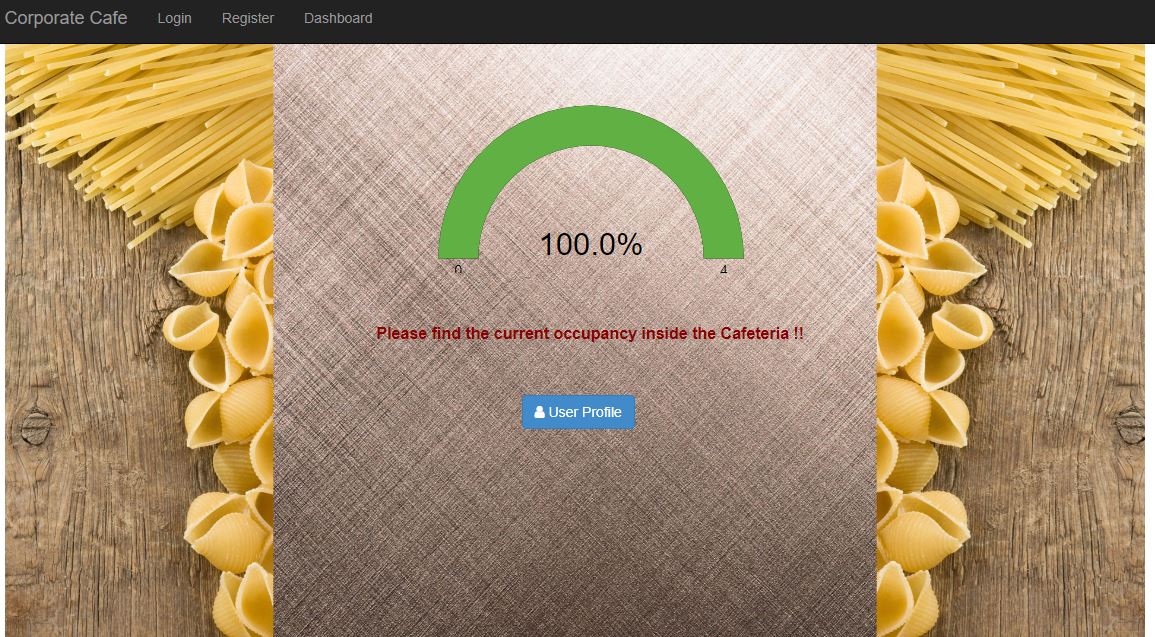 Corporate Cafe Login Register Dashboard
100.0%
0 4
Please find the current occupancy inside the Cafeteria !!
User Profile